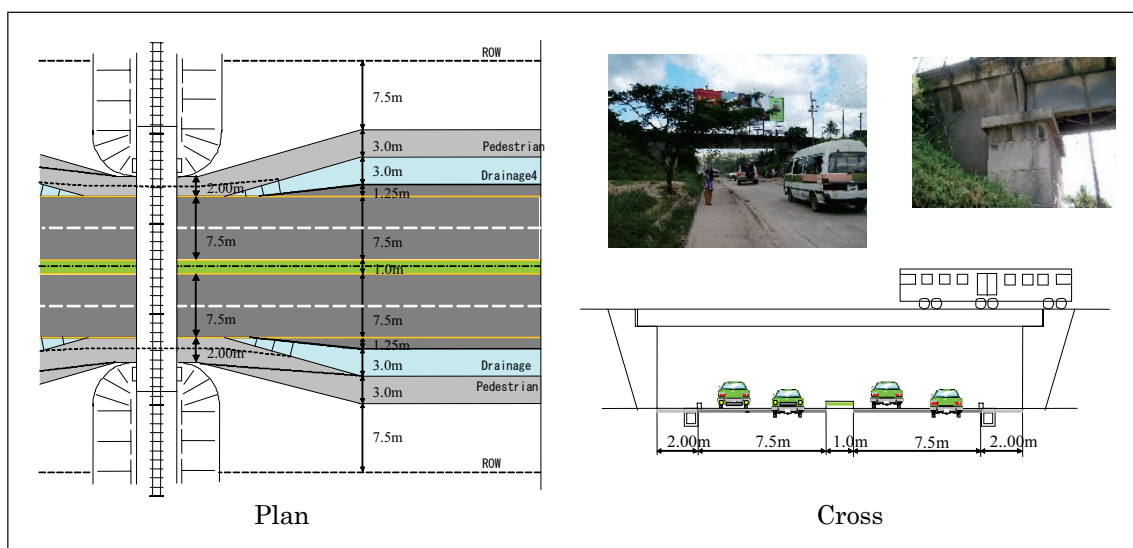 ROW
7.5m
3.0m
Pedestrian
3.0m
Drainage4
2.00m
1.25m
7.5m
7.5m
1.0m
7.5m
7.5m
2.00m
1.25m
3.0m
Drainage
3.0m
Pedestrian
7.5m
ROW
Plan
2.00m
7.5m
1.0m
7.5m
2..00m
Cross